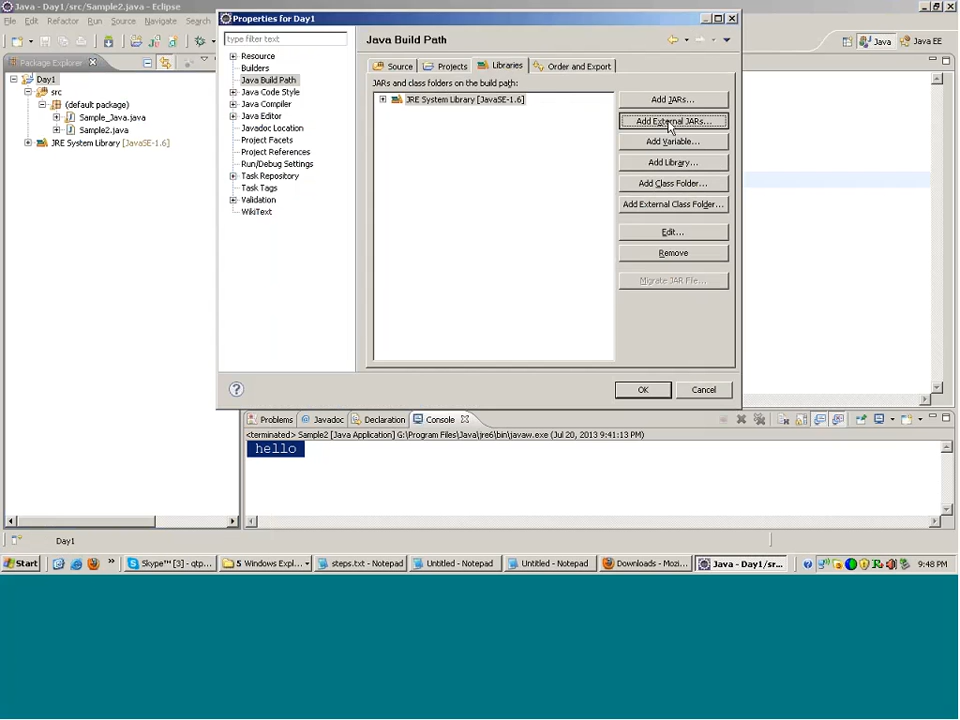 Java - Day1/src/Sample2.java - Eclipse
File Edit Refactor Run Source Navigate Search
Java Java EE
Package Explorer
Day1
src
(default package)
Sample_Java.java
Sample2.java
JRE System Library [JavaSE-1.6]
Properties for Day1
type filter text
Resource
Builders
Java Build Path
Java Code Style
Java Compiler
Java Editor
Javadoc Location
Project Facets
Project References
Run/Debug Settings
Task Repository
Task Tags
Validation
WikiText
Java Build Path
Source Projects Libraries Order and Export
JARs and class folders on the build path:
JRE System Library [JavaSE-1.6]
Add JARs...
Add External JARs...
Add Variable...
Add Library...
Add Class Folder...
Add External Class Folder...
Edit...
Remove
Migrate JAR File...
OK Cancel
Problems Javadoc Declaration Console
<terminated> Sample2 [Java Application] G:\Program Files\Java\jre6\bin\javaw.exe (Jul 20, 2013 9:41:13 PM)
hello
Day1
Start Skype™ [3] - qtp... 5 Windows Expl... steps.txt - Notepad Untitled - Notepad Untitled - Notepad Downloads - Mozi... Java - Day1/sr... 9:48 PM